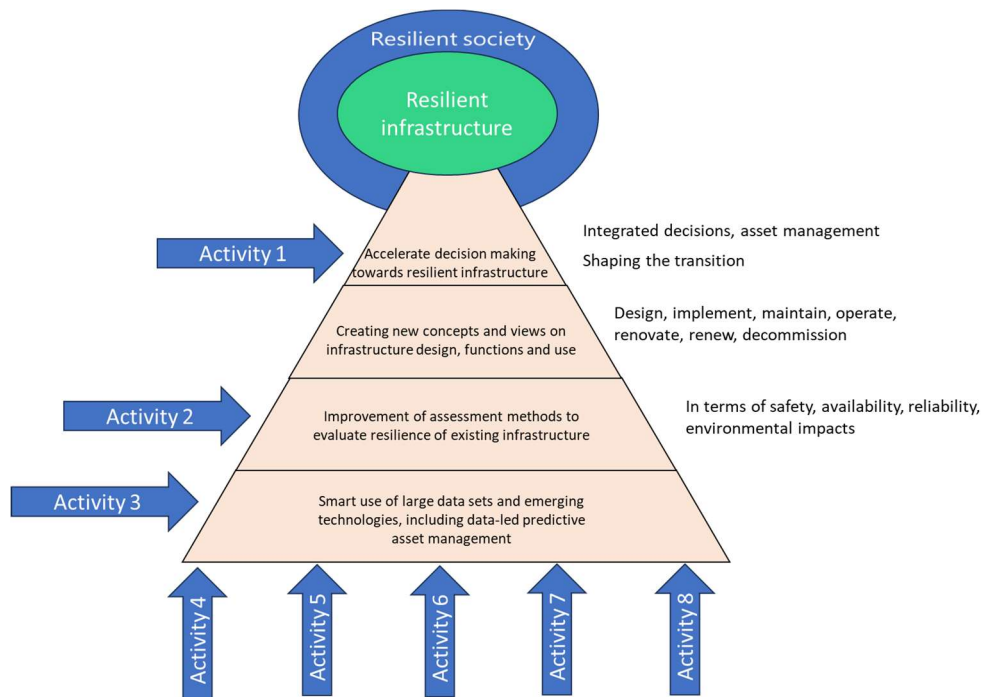 Resilient society
Resilient
infrastructure
Activity 1
Accelerate decision making
towards resilient infrastructure
Integrated decisions, asset management
Shaping the transition
Creating new concepts and views on
infrastructure design, functions and use
Design, implement, maintain, operate,
renovate, renew, decommission
Activity 2
Improvement of assessment methods to
evaluate resilience of existing infrastructure
In terms of safety, availability, reliability,
environmental impacts
Activity 3
Smart use of large data sets and emerging
technologies, including data-led predictive
asset management
Activity 4
Activity 5
Activity 6
Activity 7
Activity 8